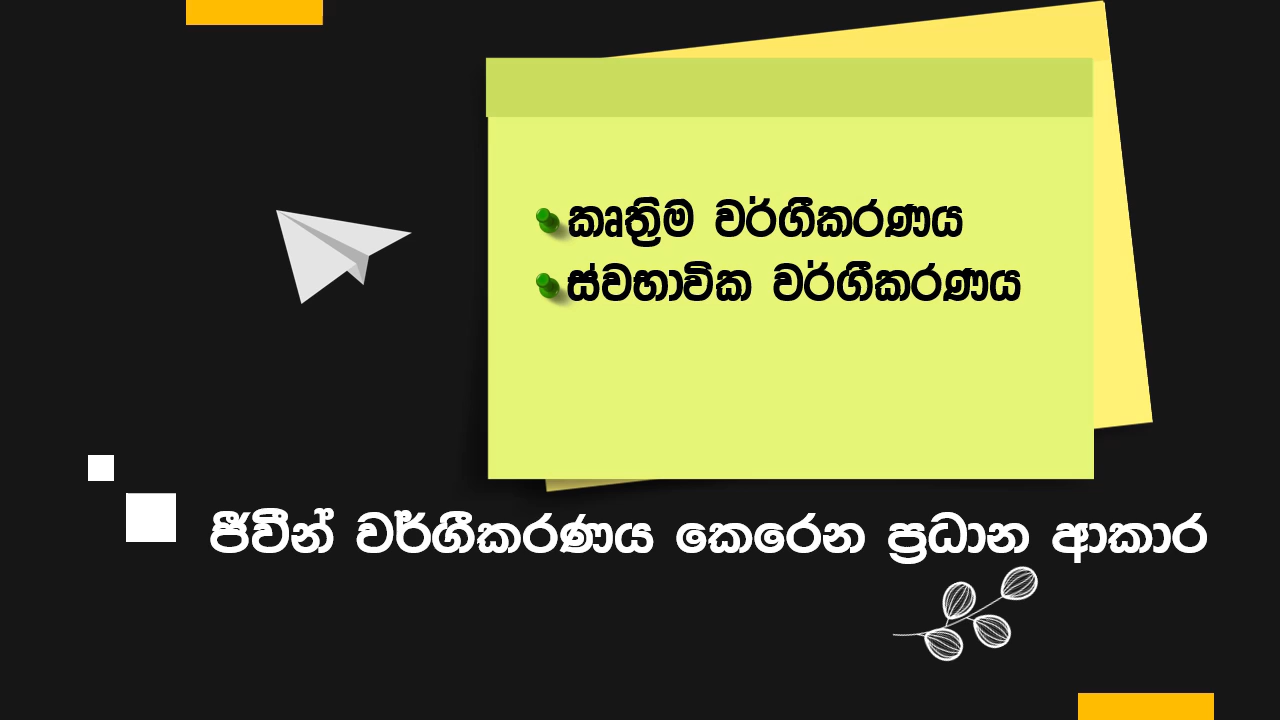 කෘත්‍රිම වර්ගීකරණය
ස්වභාවික වර්ගීකරණය
ජීවීන් වර්ගීකරණය කෙරෙන ප්‍රධාන ආකාර